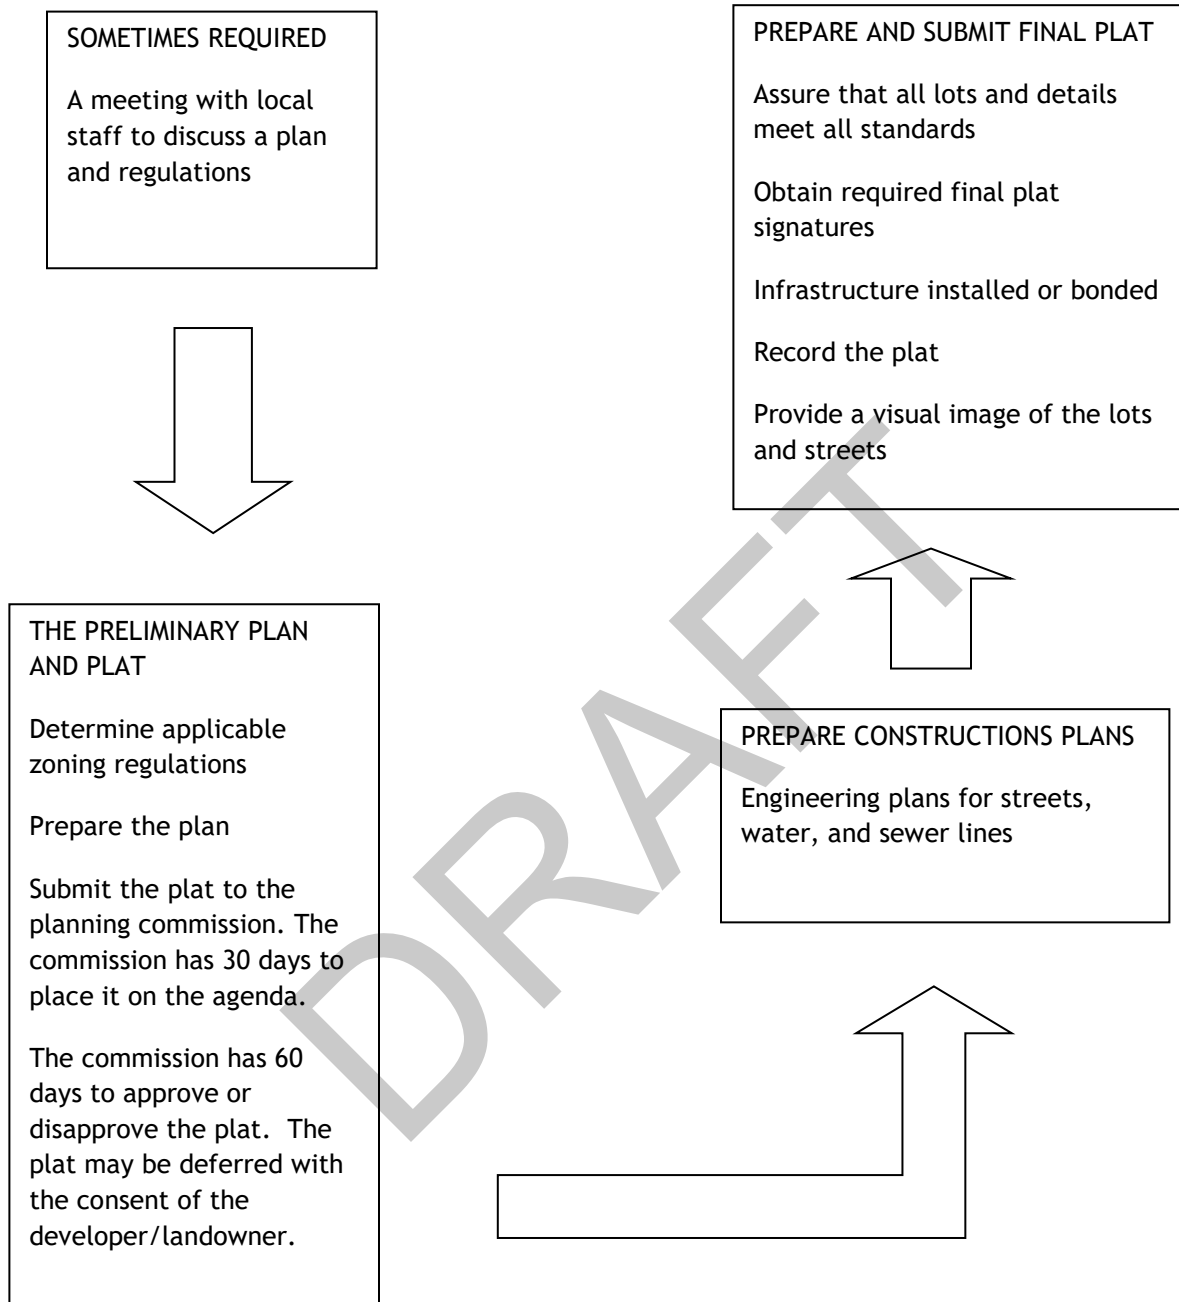 SOMETIMES REQUIRED
A meeting with local
staff to discuss a plan
and regulations
THE PRELIMINARY PLAN
AND PLAT
Determine applicable
zoning regulations
Prepare the plan
Submit the plat to the
planning commission. The
commission has 30 days to
place it on the agenda.
The commission has 60
days to approve or
disapprove the plat.  The
plat may be deferred with
the consent of the
developer/landowner.
PREPARE CONSTRUCTIONS PLANS
Engineering plans for streets,
water, and sewer lines
PREPARE AND SUBMIT FINAL PLAT
Assure that all lots and details
meet all standards
Obtain required final plat
signatures
Infrastructure installed or bonded
Record the plat
Provide a visual image of the lots
and streets
DRAFT